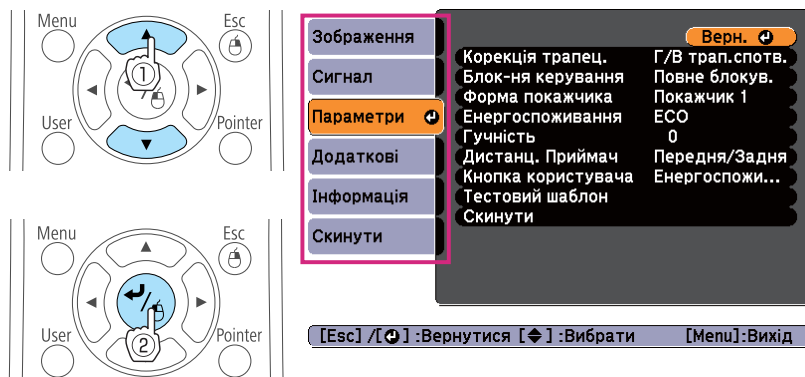 Menu
Esc
①
User
Pointer
Menu
Esc
User
Pointer
②
Зображення
Сигнал
Параметри
Додаткові
Інформація
Скинути
Верн.
Корекція трапец. Г/В трап.спотв.
Блок-ня керування Повне блокув.
Форма покажчика Покажчик 1
Енергоспоживання ECO
Гучність 0
Дистанц. Приймач Передня/Задня
Кнопка користувача Енергоспожи...
Тестовий шаблон
Скинути
[Esc] /[ ] :Вернутися [ ] :Вибрати [Menu]:Вихід